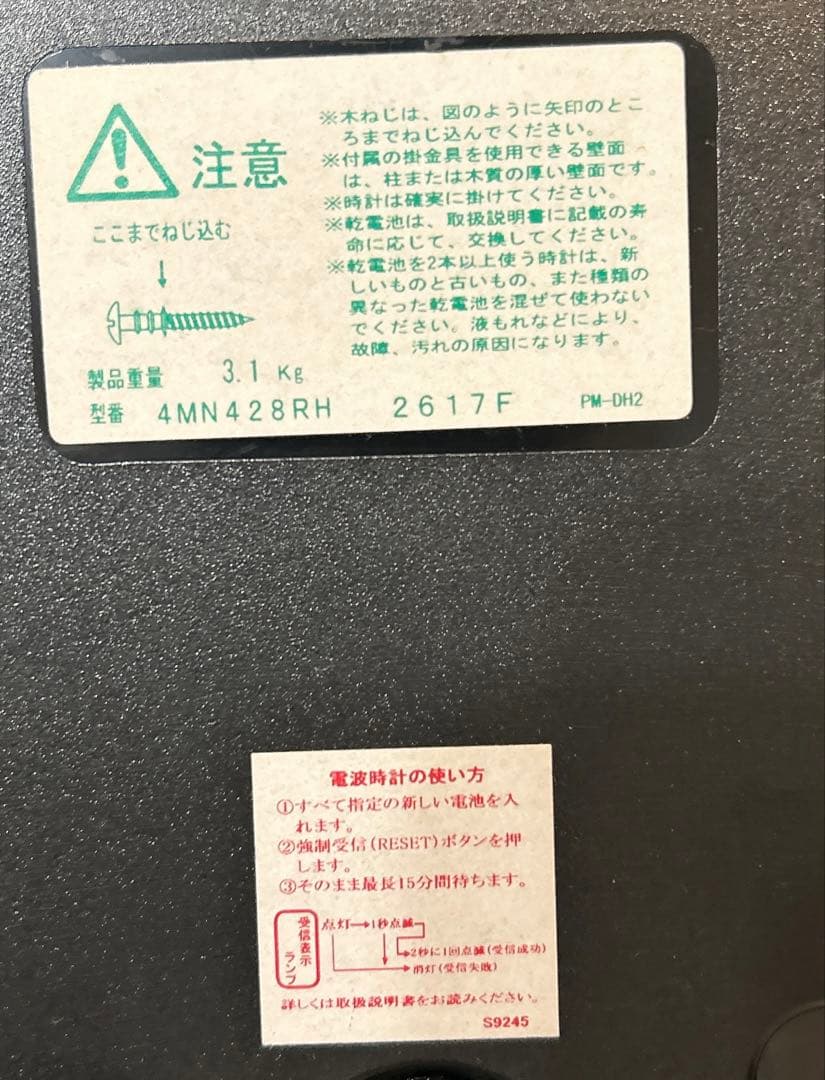 注意
ここまでねじ込む
※木ねじは、図のように矢印のとこ
ろまでねじ込んでください。
※付属の掛金具を使用できる壁面
は、柱または木質の厚い壁面です。
※時計は確実に掛けてください。
※乾電池は、取扱説明書に記載の寿
命に応じて、交換してください。
※乾電池を2本以上使う時計は、新
しいものと古いもの、また種類の
異なった乾電池を混ぜて使わない
でください。液もれなどにより、
故障、汚れの原因になります。
製品重量 3.1 Kg
型番 4MN428RH 2617F PM-DH2
電波時計の使い方
①すべて指定の新しい電池を入
れます。
②強制受信(RESET)ボタンを押
します。
③そのまま最長15分間待ちます。
受信表示
ランプ
点灯→1秒点滅
2秒に1回点滅(受信成功)
消灯(受信失敗)
詳しくは取扱説明書をお読みください。
S9245